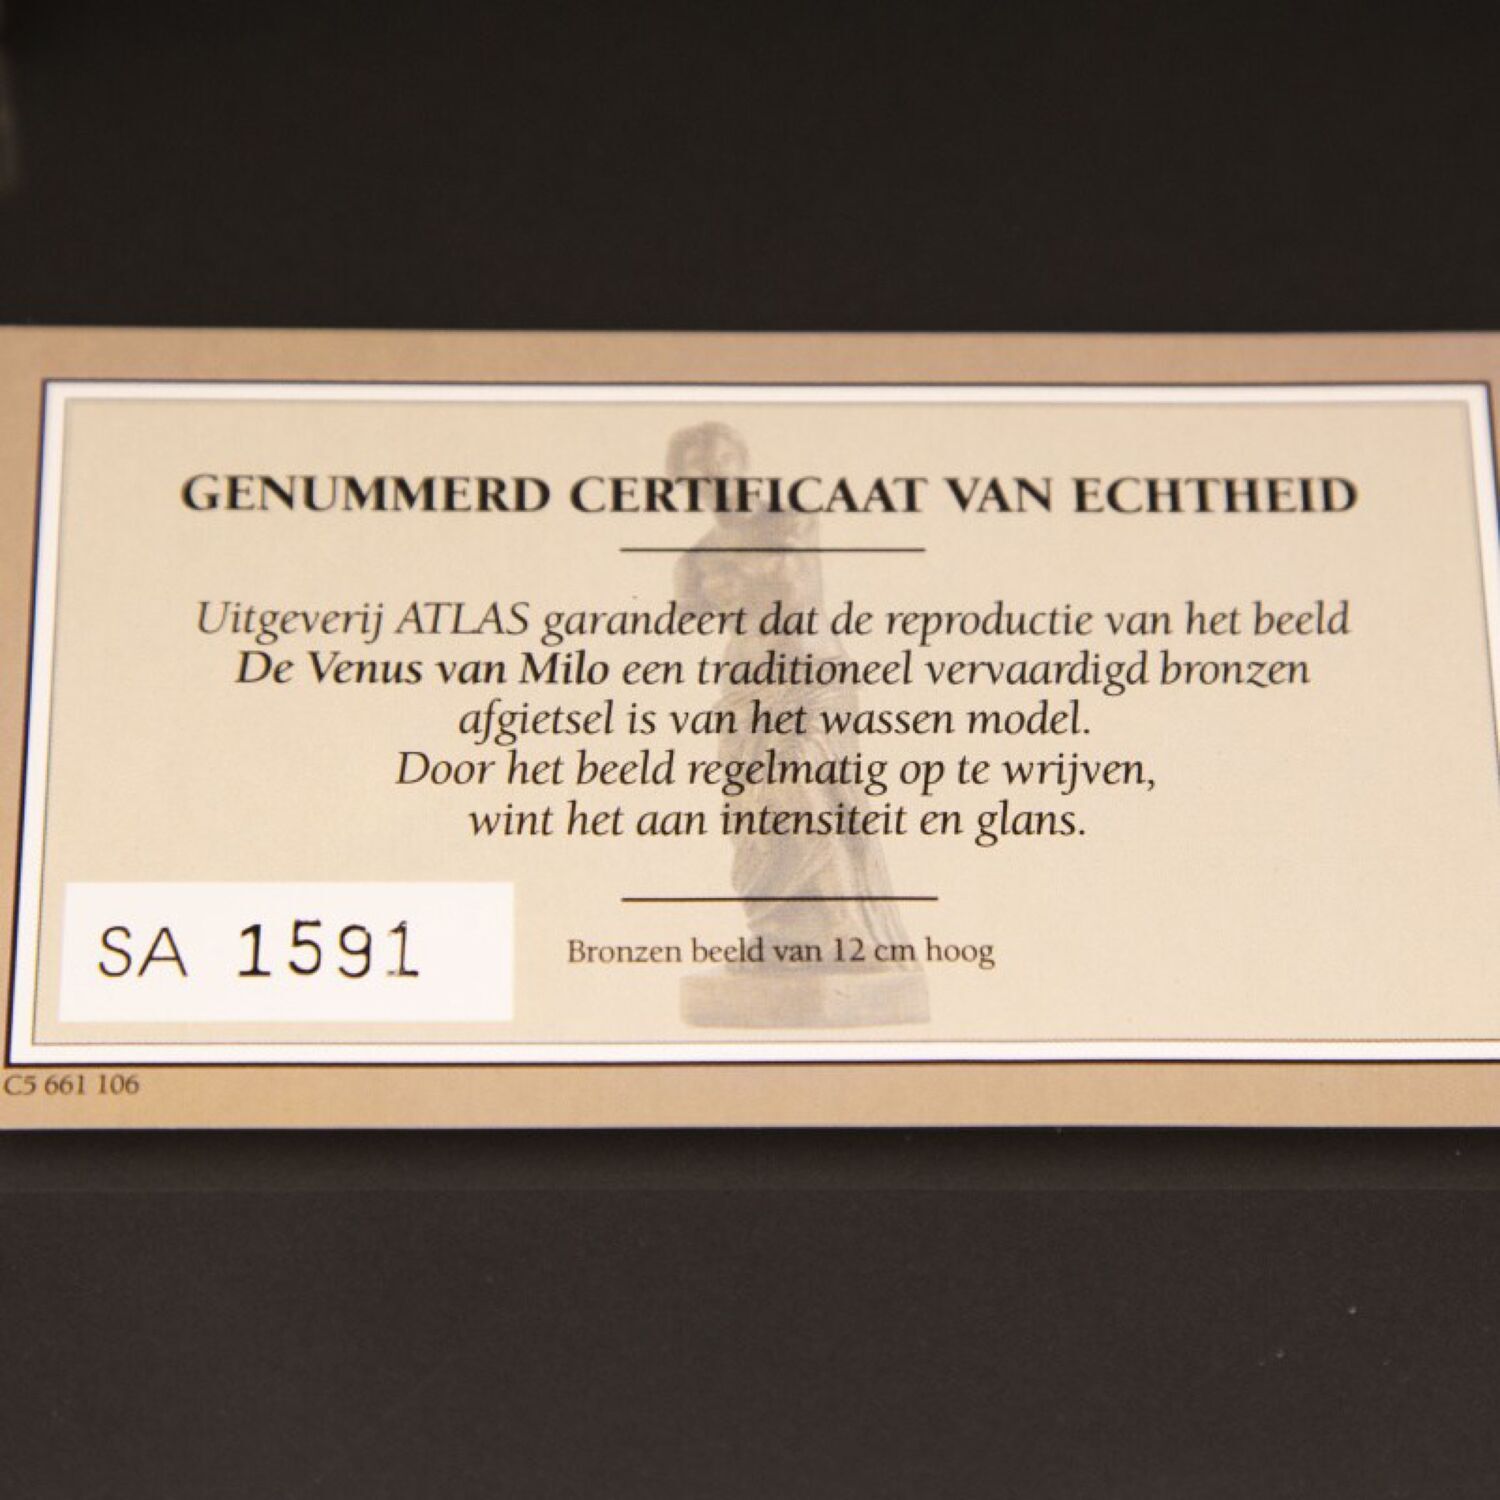 GENUMMERD CERTIFICAAT VAN ECHTHEID
Uitgeverij ATLAS garandeert dat de reproductie van het beeld
De Venus van Milo een traditioneel vervaardigd bronzen
afgietsel is van het wassen model.
Door het beeld regelmatig op te wrijven,
wint het aan intensiteit en glans.
SA 1591
Bronzen beeld van 12 cm hoog
C5 661 106